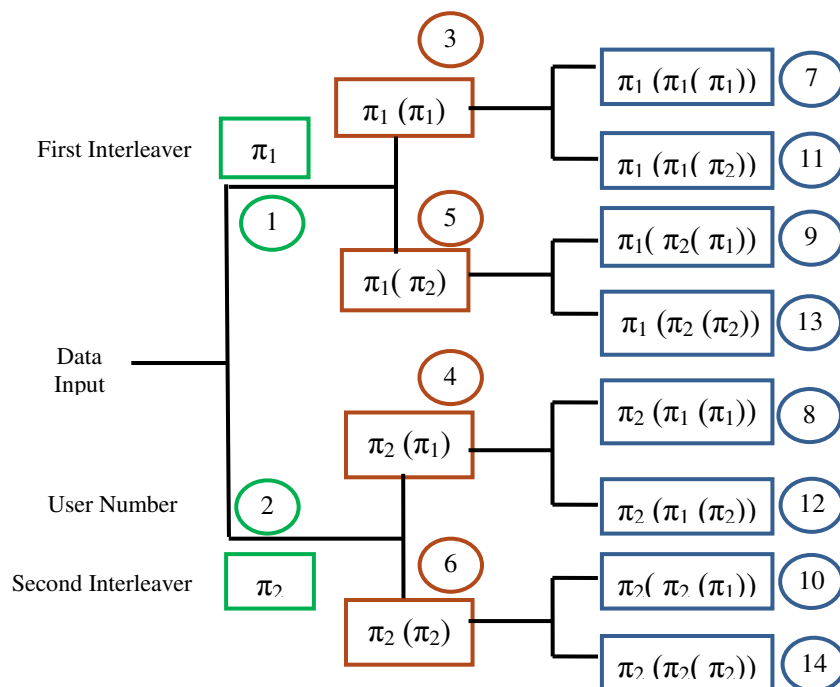 3
π₁ (π₁)
π₁ (π₁( π₁))
7
First Interleaver
π₁
π₁ (π₁( π₂))
11
1
5
π₁( π₂)
π₁( π₂( π₁))
9
π₁ (π₂ (π₂))
13
Data
Input
4
π₂ (π₁)
π₂ (π₁ (π₁))
8
User Number
2
π₂ (π₁ (π₂))
12
Second Interleaver
π₂
6
π₂ (π₂)
π₂( π₂ (π₁))
10
π₂ (π₂( π₂))
14